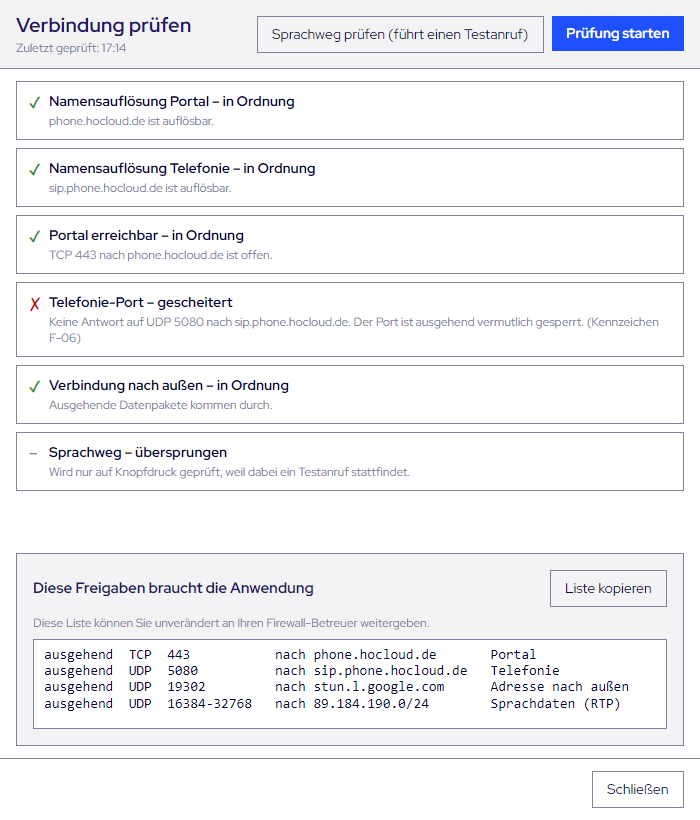 Verbindung prüfen
Zuletzt geprüft: 17:14
Sprachweg prüfen (führt einen Testanruf)
Prüfung starten
✓ Namensauflösung Portal – in Ordnung
phone.hocloud.de ist auflösbar.
✓ Namensauflösung Telefonie – in Ordnung
sip.phone.hocloud.de ist auflösbar.
✓ Portal erreichbar – in Ordnung
TCP 443 nach phone.hocloud.de ist offen.
✗ Telefonie-Port – gescheitert
Keine Antwort auf UDP 5080 nach sip.phone.hocloud.de. Der Port ist ausgehend vermutlich gesperrt. (Kennzeichen
F-06)
✓ Verbindung nach außen – in Ordnung
Ausgehende Datenpakete kommen durch.
– Sprachweg – übersprungen
Wird nur auf Knopfdruck geprüft, weil dabei ein Testanruf stattfindet.
Diese Freigaben braucht die Anwendung
Liste kopieren
Diese Liste können Sie unverändert an Ihren Firewall-Betreuer weitergeben.
ausgehend TCP 443 nach phone.hocloud.de Portal
ausgehend UDP 5080 nach sip.phone.hocloud.de Telefonie
ausgehend UDP 19302 nach stun.l.google.com Adresse nach außen
ausgehend UDP 16384-32768 nach 89.184.190.0/24 Sprachdaten (RTP)
Schließen